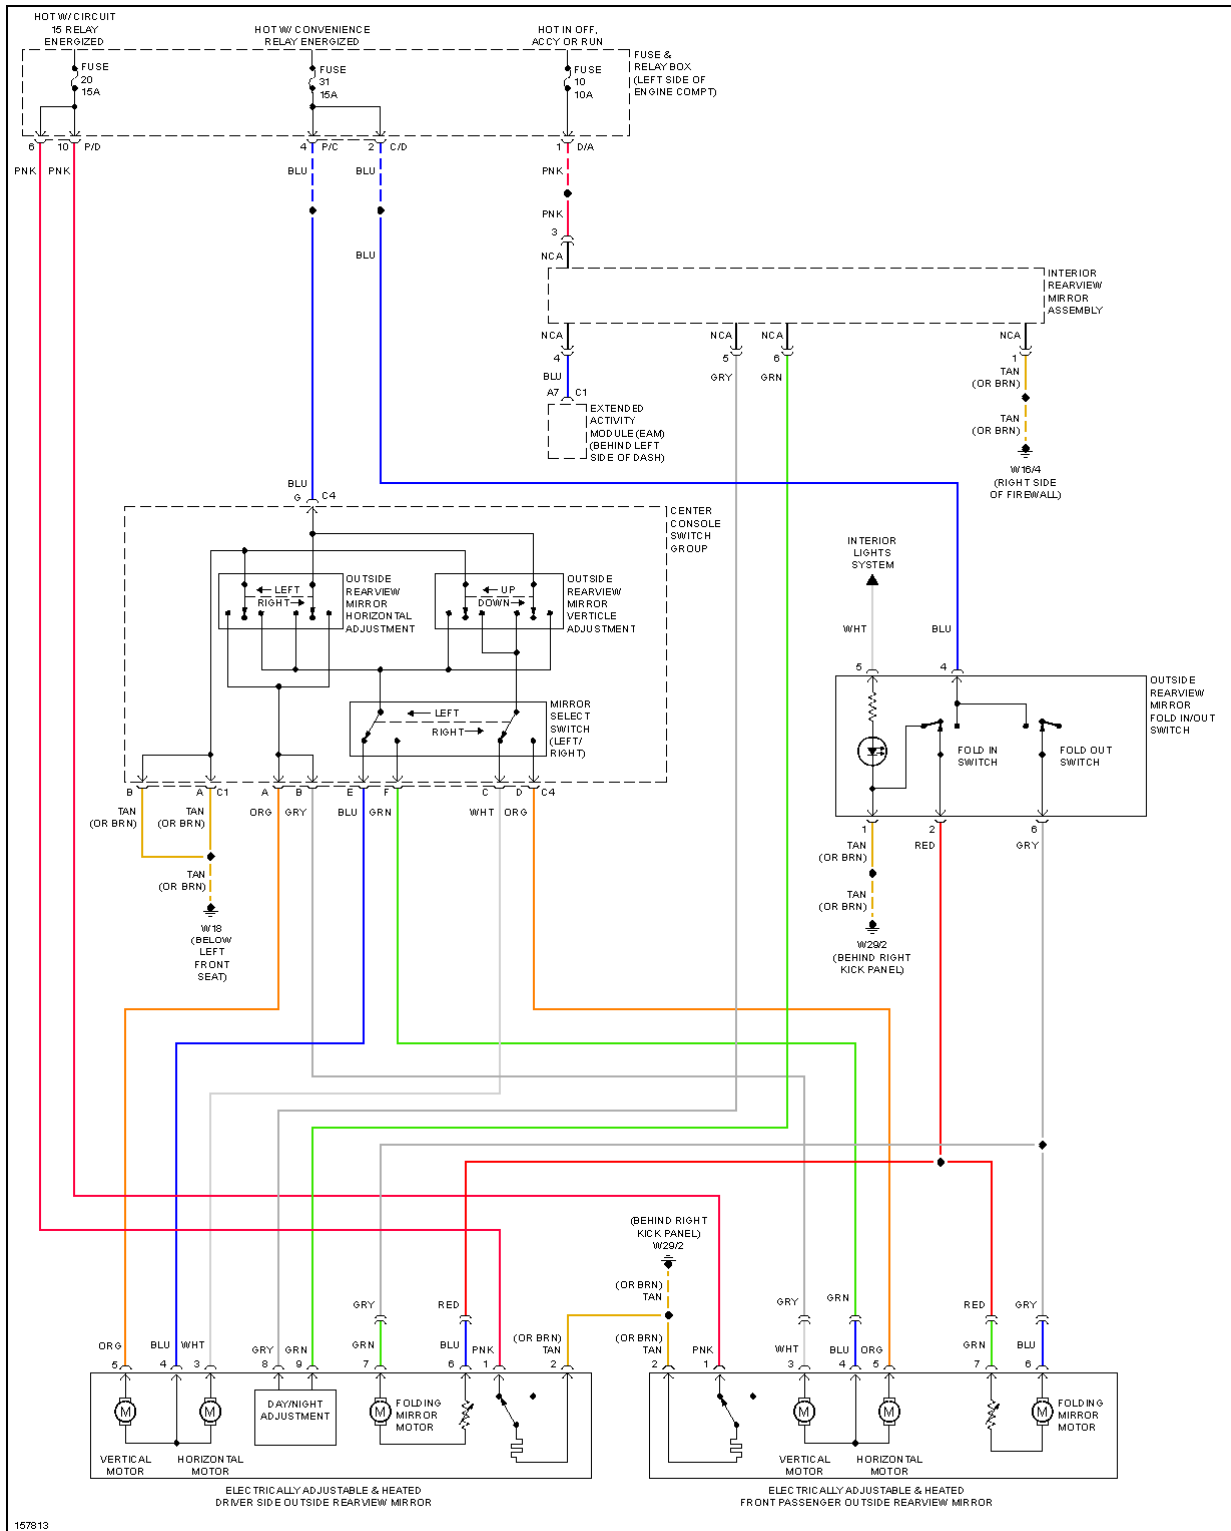 HOT W/ CIRCUIT
15 RELAY
ENERGIZED
HOT W/ CONVENIENCE
RELAY ENERGIZED
HOT IN OFF,
ACCY OR RUN
FUSE
20
15A
FUSE
31
15A
FUSE
10
10A
FUSE &
RELAY BOX
(LEFT SIDE OF
ENGINE COMPT)
6 10 P/D 4 P/C 2 C/D 1 D/A
PNK PNK BLU BLU PNK
PNK
3
BLU
NCA
INTERIOR
REARVIEW
MIRROR
ASSEMBLY
NCA NCA NCA NCA
4 5 6 1
BLU GRY GRN
TAN
(OR BRN)
A7 C1
EXTENDED
ACTIVITY
MODULE (EAM)
(BEHIND LEFT
SIDE OF DASH)
TAN
(OR BRN)
W16/4
(RIGHT SIDE
OF FIREWALL)
BLU
G C4
CENTER
CONSOLE
SWITCH
GROUP
LEFT
RIGHT
OUTSIDE
REARVIEW
MIRROR
HORIZONTAL
ADJUSTMENT
UP
DOWN
OUTSIDE
REARVIEW
MIRROR
VERTICLE
ADJUSTMENT
INTERIOR
LIGHTS
SYSTEM
WHT BLU
5 4
LEFT
RIGHT
MIRROR
SELECT
SWITCH
(LEFT/
RIGHT)
OUTSIDE
REARVIEW
MIRROR
FOLD IN/OUT
SWITCH
FOLD IN
SWITCH
FOLD OUT
SWITCH
B A C1 A B E F C D C4
TAN
(OR BRN)
TAN
(OR BRN)
ORG GRY BLU GRN WHT ORG
1 2 6
TAN
(OR BRN)
RED GRY
TAN
(OR BRN)
TAN
(OR BRN)
W18
(BELOW
LEFT
FRONT
SEAT)
W29/2
(BEHIND RIGHT
KICK PANEL)
(BEHIND RIGHT
KICK PANEL)
W29/2
(OR BRN)
TAN
GRY RED GRY GRN RED GRY
ORG BLU WHT GRY GRN GRN BLU PNK
(OR BRN)
TAN
(OR BRN)
TAN
PNK WHT BLU ORG GRN BLU
5 4 3 8 9 7 6 1 2 2 1 3 4 5 7 6
M M
DAY/NIGHT
ADJUSTMENT
M
FOLDING
MIRROR
MOTOR
M M M
FOLDING
MIRROR
MOTOR
VERTICAL
MOTOR
HORIZONTAL
MOTOR
VERTICAL
MOTOR
HORIZONTAL
MOTOR
ELECTRICALLY ADJUSTABLE & HEATED
DRIVER SIDE OUTSIDE REARVIEW MIRROR
ELECTRICALLY ADJUSTABLE & HEATED
FRONT PASSENGER OUTSIDE REARVIEW MIRROR
157813